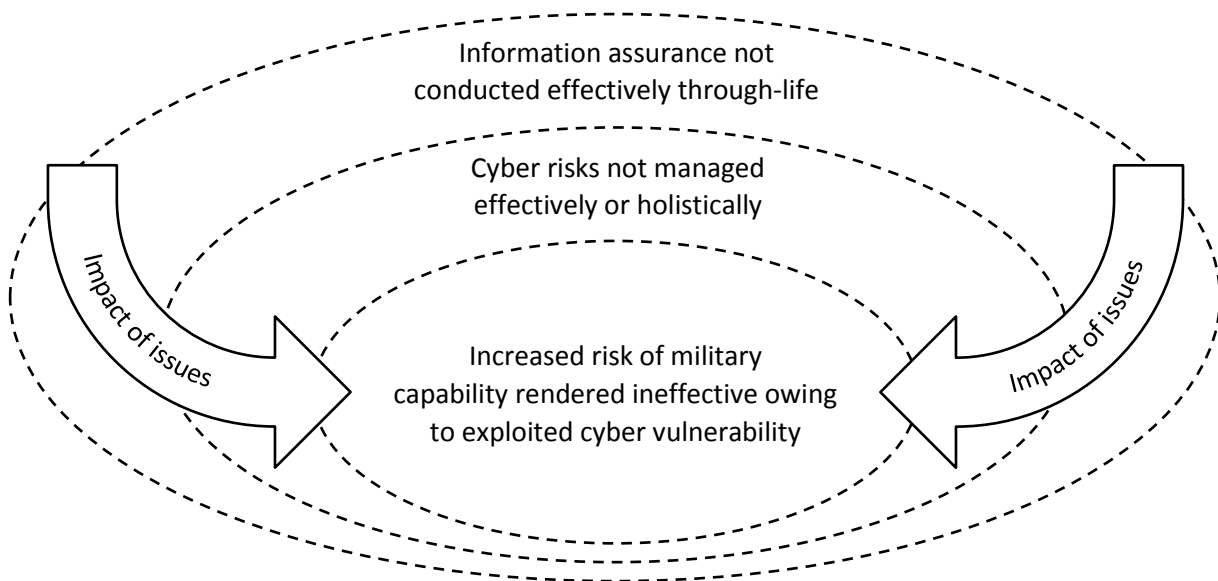 Information assurance not
conducted effectively through-life
Cyber risks not managed
effectively or holistically
Impact of issues
Impact of issues
Increased risk of military
capability rendered ineffective owing
to exploited cyber vulnerability